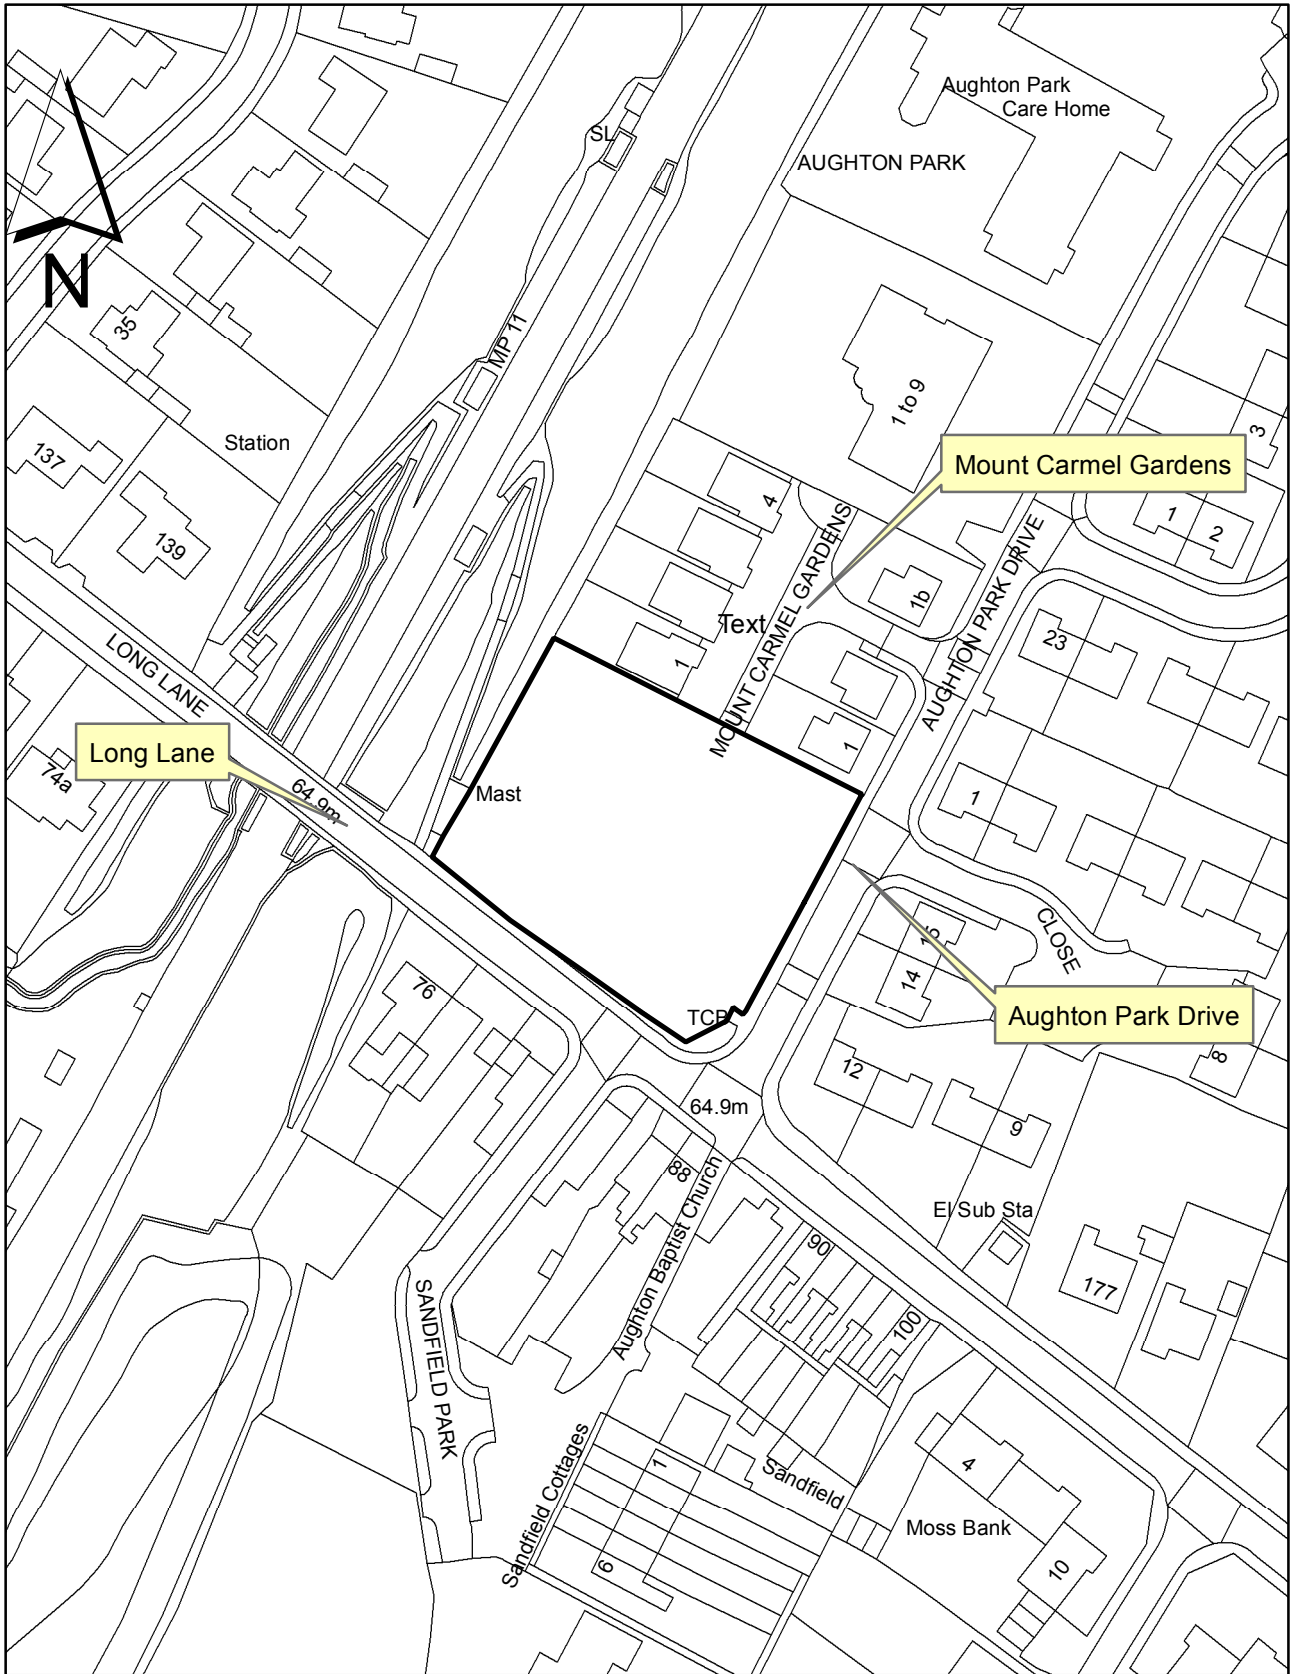 Aughton Park
Care Home
SL
AUGHTON PARK
N
35
MP 11
1 to 9
Station
137
139
3
Mount Carmel Gardens
4
1
2
MOUNT CARMEL GARDENS
AUGHTON PARK DRIVE
1b
Text
23
1
LONG LANE
1
Long Lane
74a
64.9m
Mast
1
CLOSE
15
14
76
TCB
Aughton Park Drive
8
12
64.9m
9
88
El Sub Sta
Aughton Baptist Church
90
177
100
SANDFIELD PARK
Sandfield Cottages
1
Sandfield
4
Moss Bank
6
10